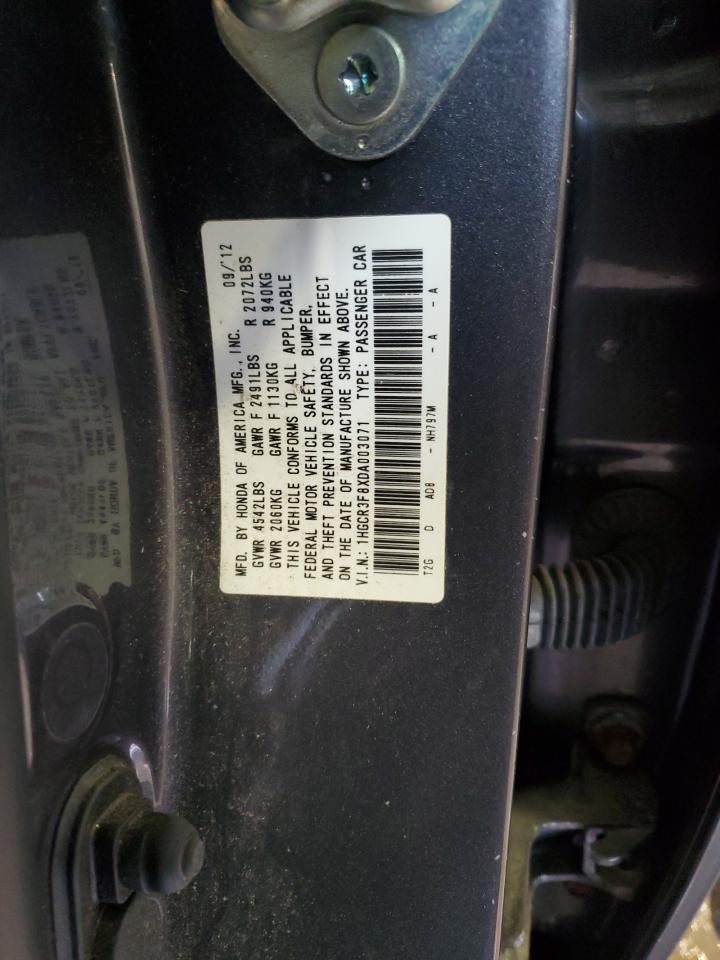 MFD. BY HONDA OF AMERICA MFG., INC. 09/'12
GVWR 4542LBS GAWR F 2491LBS R 2072LBS
GVWR 2060KG GAWR F 1130KG R 940KG
THIS VEHICLE CONFORMS TO ALL APPLICABLE
FEDERAL MOTOR VEHICLE SAFETY, BUMPER,
AND THEFT PREVENTION STANDARDS IN EFFECT
ON THE DATE OF MANUFACTURE SHOWN ABOVE.
V.I.N.: 1HGCR3F8XDA003071 TYPE: PASSENGER CAR
T2G D AD8 - NH797M - A - A